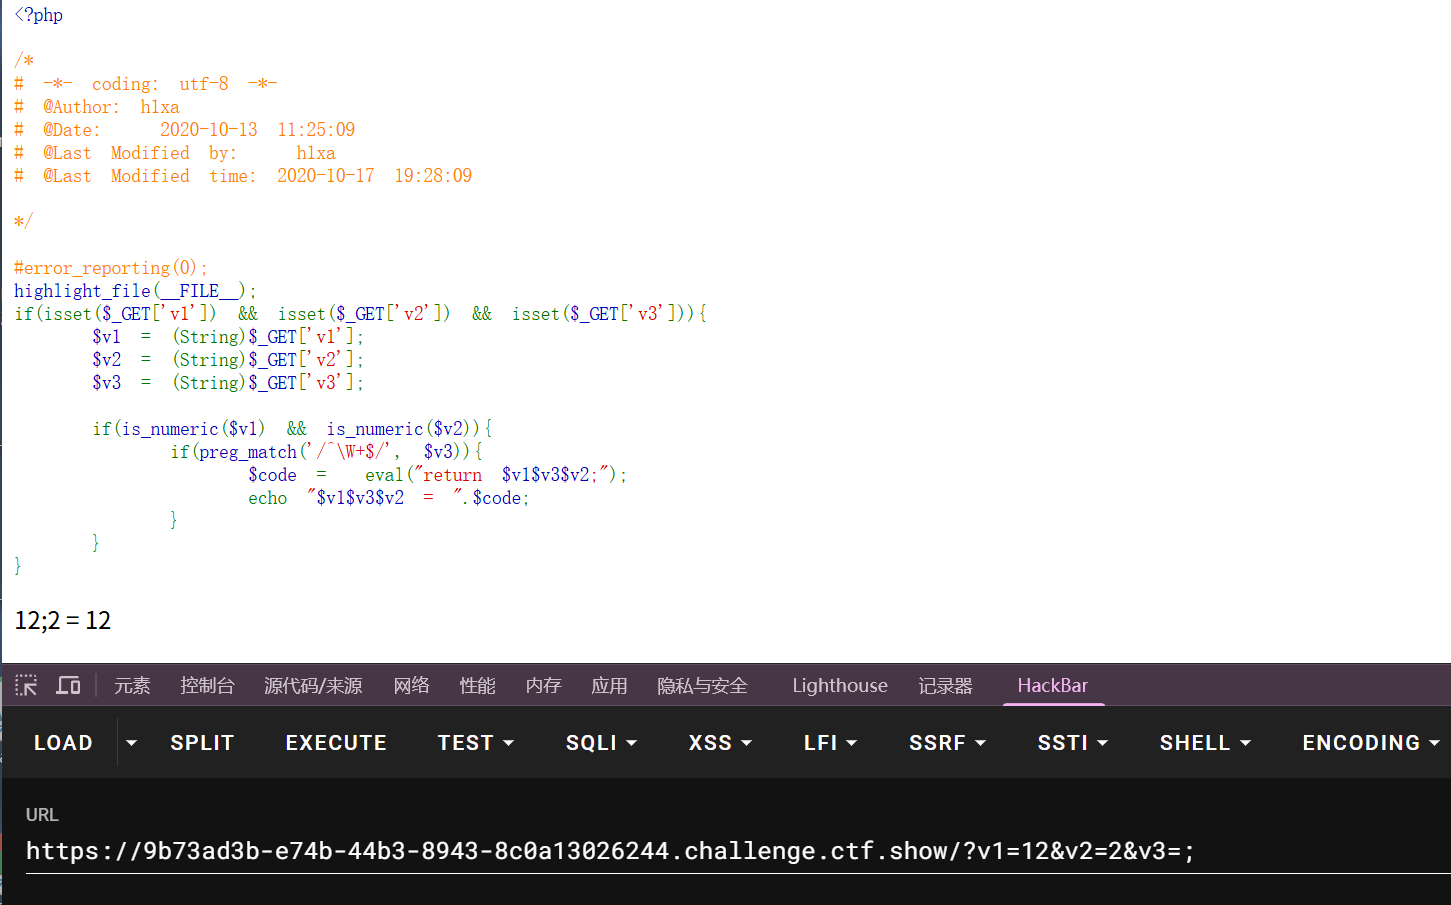 <?php
/*
# -*- coding: utf-8 -*-
# @Author: h1xa
# @Date: 2020-10-13 11:25:09
# @Last Modified by: h1xa
# @Last Modified time: 2020-10-17 19:28:09
*/
#error_reporting(0);
highlight_file(__FILE__);
if(isset($_GET['v1']) && isset($_GET['v2']) && isset($_GET['v3'])){
$v1 = (String)$_GET['v1'];
$v2 = (String)$_GET['v2'];
$v3 = (String)$_GET['v3'];
if(is_numeric($v1) && is_numeric($v2)){
if(preg_match('/^\W+$/', $v3)){
$code = eval("return $v1$v3$v2;");
echo "$v1$v3$v2 = ".$code;
}
}
}
12;2 = 12
元素 控制台 源代码/来源 网络 性能 内存 应用 隐私与安全 Lighthouse 记录器 HackBar
LOAD SPLIT EXECUTE TEST SQLI XSS LFI SSRF SSTI SHELL ENCODING
URL
https://9b73ad3b-e74b-44b3-8943-8c0a13026244.challenge.ctf.show/?v1=12&v2=2&v3=;